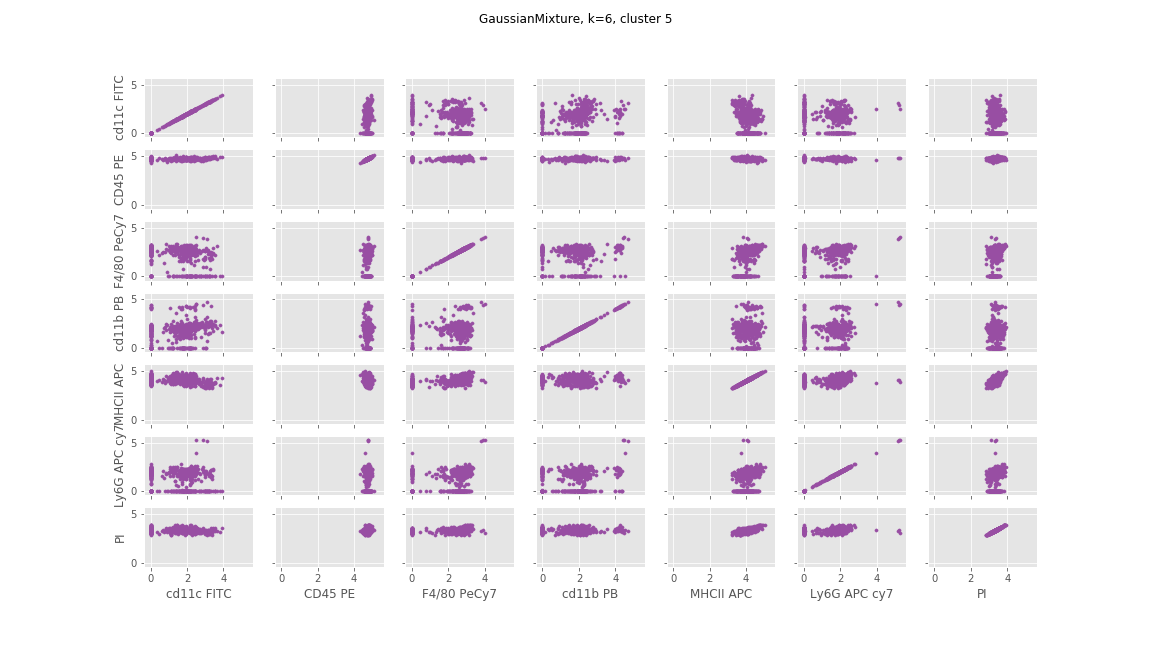 GaussianMixture, k=6, cluster 5
cd11c FITC
5
0
CD45 PE
5
0
F4/80 PeCy7
5
0
cd11b PB
5
0
MHCII APC
5
0
Ly6G APC cy7
5
0
PI
5
0
0 2 4 0 2 4 0 2 4 0 2 4 0 2 4 0 2 4 0 2 4
cd11c FITC CD45 PE F4/80 PeCy7 cd11b PB MHCII APC Ly6G APC cy7 PI